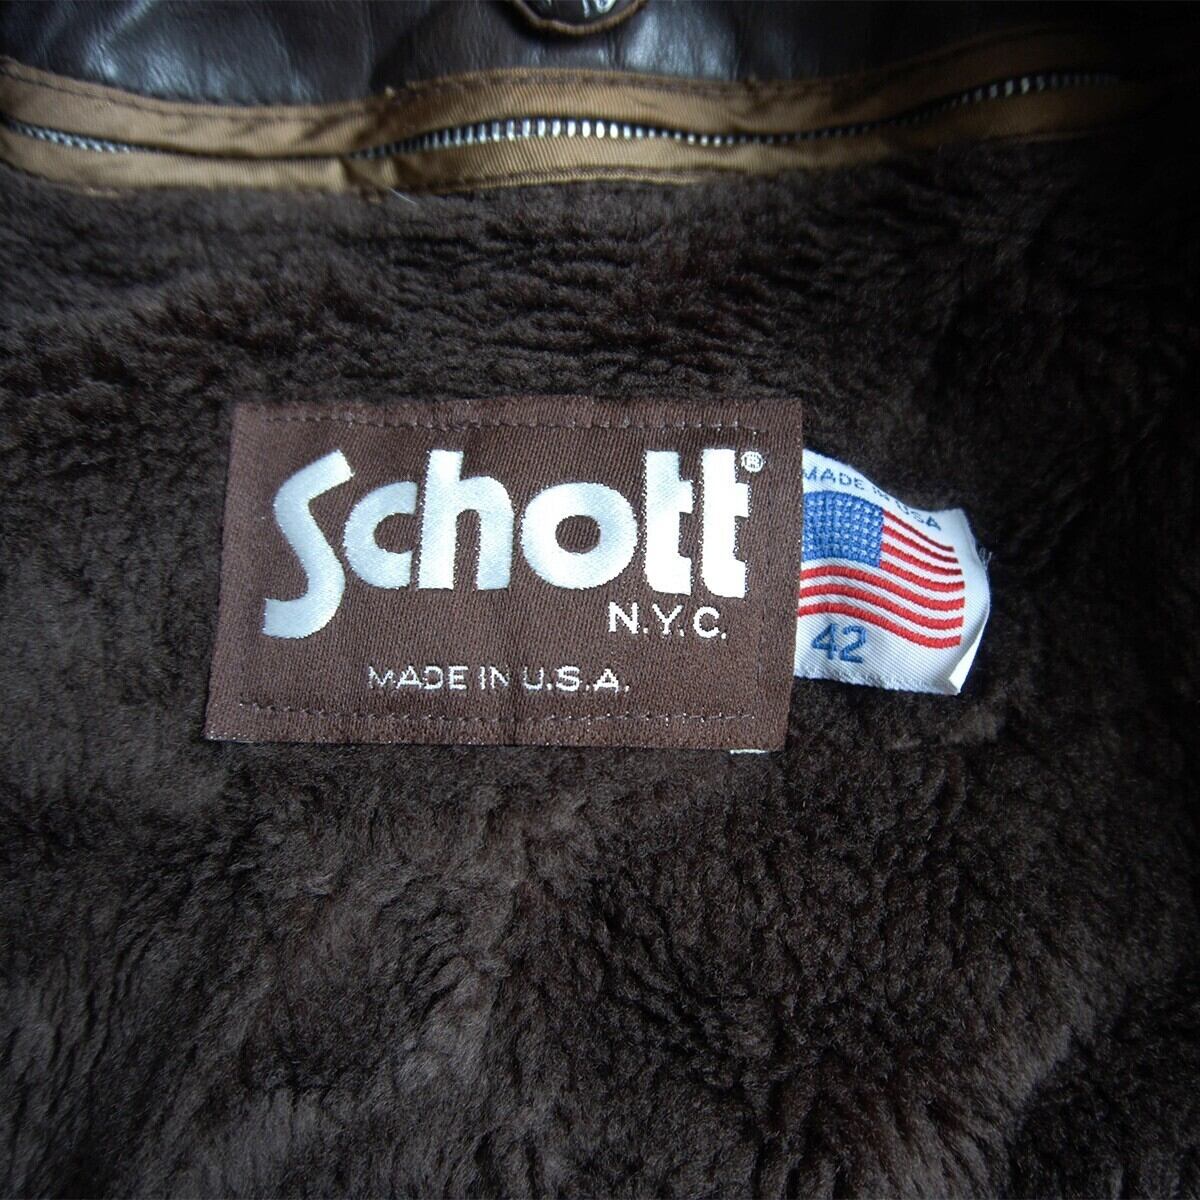 Schott®
N.Y.C.
MADE IN U.S.A.
MADE IN USA
42